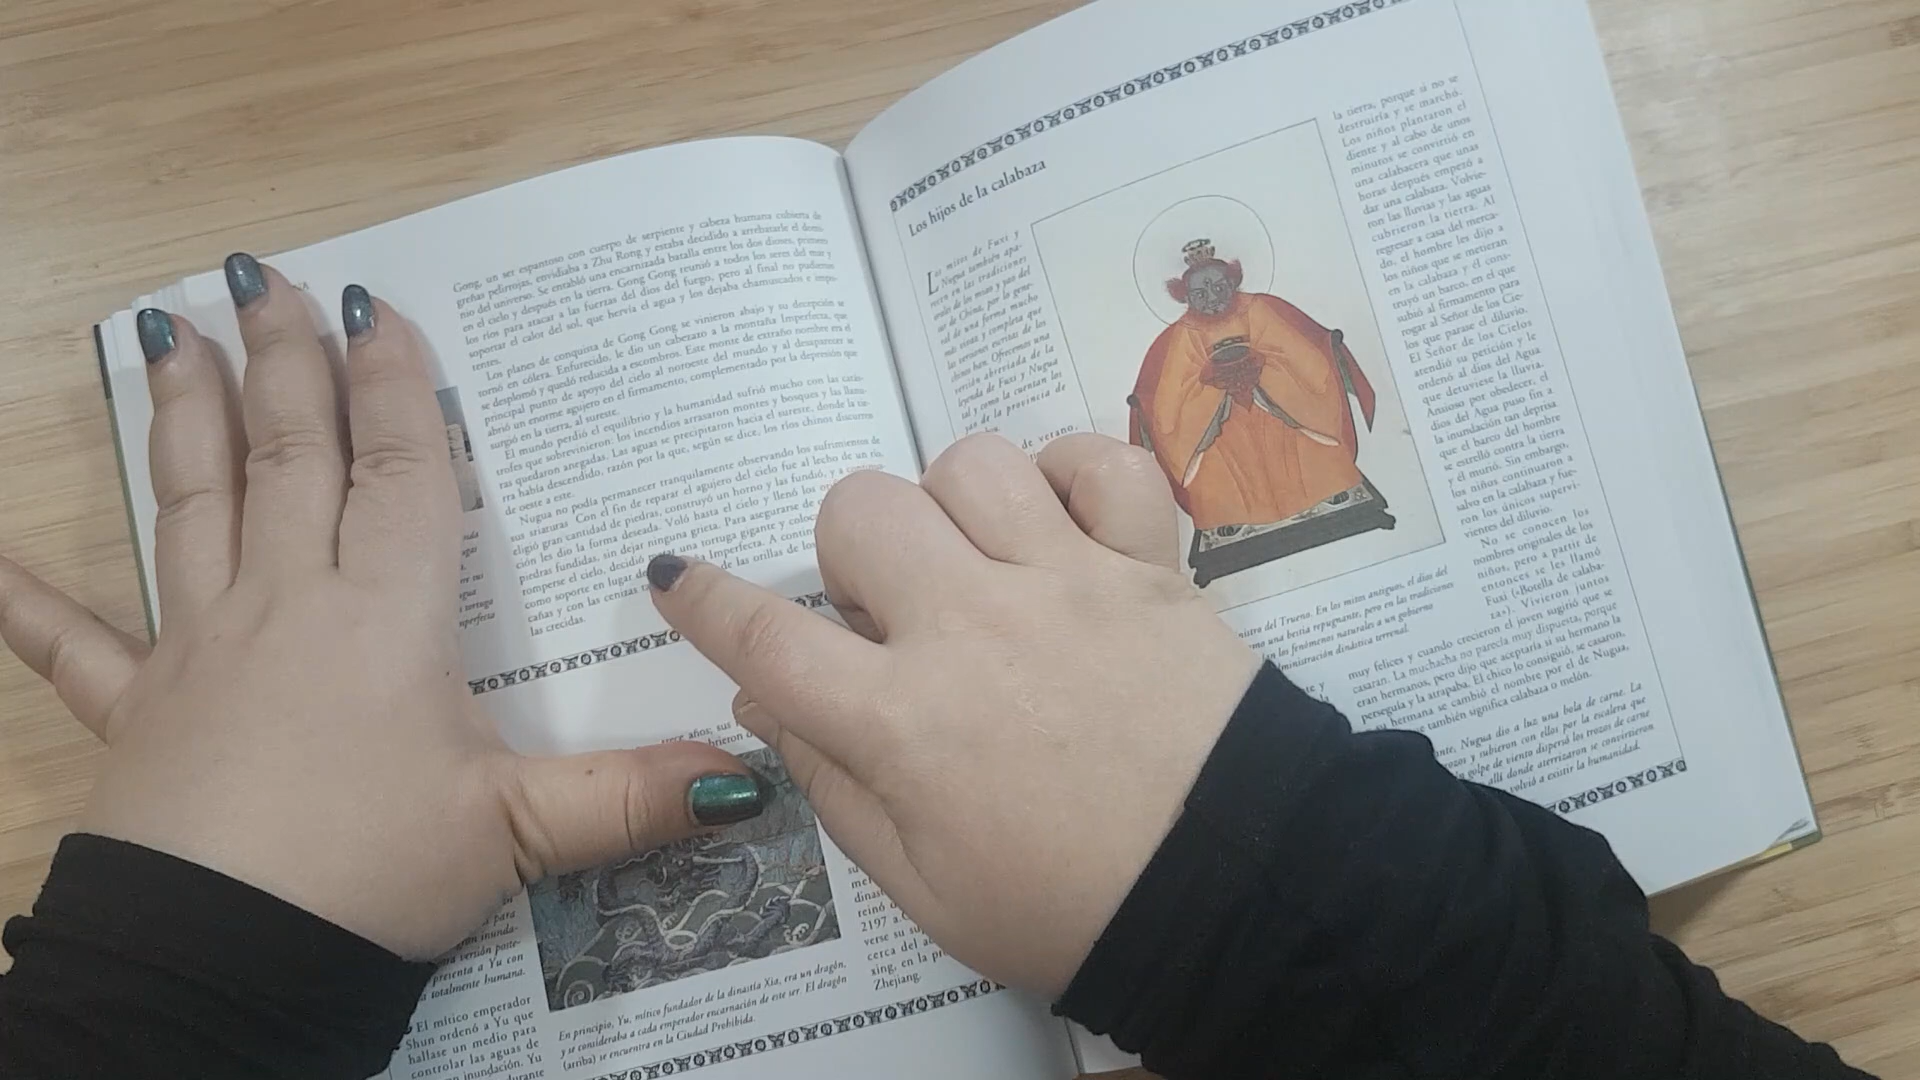 Gong, un ser espantoso con cuerpo de serpiente y cabeza humana cubierta de
greñas pelirrojas, envidiaba a Zhu Rong y estaba decidido a arrebatarle el domi-
nio del universo. Se entabló una encarnizada batalla entre los dos dioses, primero
en el cielo y después en la tierra. Gong Gong reunió a todos los seres del mar y
los ríos para atacar a las fuerzas del dios del fuego, pero al final no pudieron
soportar el calor del sol, que hervía el agua y los dejaba chamuscados e impo-
tentes.
Los planes de conquista de Gong Gong se vinieron abajo y su decepción se
tornó en cólera. Enfurecido, le dio un cabezazo a la montaña Imperfecta, que
se desplomó y quedó reducida a escombros. Este monte de extraño nombre era el
principal punto de apoyo del cielo al noroeste del mundo y al desaparecer se
abrió un enorme agujero en el firmamento, complementado por la depresión que
surgió en la tierra, al sureste.
El mundo perdió el equilibrio y la humanidad sufrió mucho con las catás-
trofes que sobrevinieron: los incendios arrasaron montes y bosques y las llanu-
ras quedaron anegadas. Las aguas se precipitaron hacia el sureste, donde la tie-
rra había descendido, razón por la que, según se dice, los ríos chinos discurren
de oeste a este.
Nugua no podía permanecer tranquilamente observando los sufrimientos de
sus criaturas. Con el fin de reparar el agujero del cielo fue al lecho de un río,
eligió gran cantidad de piedras, construyó un horno y las fundió, y a continua-
ción les dio la forma deseada. Voló hasta el cielo y llenó los
piedras fundidas, sin dejar ninguna grieta. Para asegurarse de
romperse el cielo, decidió una tortuga gigante y
como soporte en lugar de Imperfecta. A
cañas y con las cenizas de las orillas de
las crecidas.
trece años; sus
El mítico emperador
Shun ordenó a Yu que
hallase un medio para
controlar las aguas de
inundación. Yu
durante
presenta a Yu con
totalmente humana.
En principio, Yu, mítico fundador de la dinastía Xia, era un dragón,
y se consideraba a cada emperador encarnación de este ser. El dragón
(arriba) se encuentra en la Ciudad Prohibida.
reinó
2197 a.
verse su
cerca del
xing, en la
Zhejiang.
Los hijos de la calabaza
Los mitos de Fuxi y
Nugua también apa-
recen en las tradiciones
orales de los miao y yao del
sur de China, por lo gene-
ral de una forma mucho
más vívida y completa que
las versiones escritas de los
chinos han. Ofrecemos una
versión abreviada de la
leyenda de Fuxi y Nugua
tal y como la cuentan los
yao de la provincia de
de verano,
del Trueno. En los mitos antiguos, el dios del
una bestia repugnante, pero en las tradiciones
los fenómenos naturales a un gobierno
administración dinástica terrenal.
la tierra, porque si no se
destruiría y se marchó.
Los niños plantaron el
diente y al cabo de unos
minutos se convirtió en
una calabacera que unas
horas después empezó a
dar una calabaza. Volvie-
ron las lluvias y las aguas
cubrieron la tierra. Al
regresar a casa del merca-
do, el hombre les dijo a
los niños que se metieran
en la calabaza y él cons-
truyó un barco, en el que
subió al firmamento para
rogar al Señor de los Cie-
los que parase el diluvio.
El Señor de los Cielos
atendió su petición y le
ordenó al dios del Agua
que detuviese la lluvia.
Ansioso por obedecer, el
dios del Agua puso fin a
la inundación tan deprisa
que el barco del hombre
se estrelló contra la tierra
y él murió. Sin embargo,
los niños continuaron a
salvo en la calabaza y fue-
ron los únicos supervi-
vientes del diluvio.
No se conocen los
nombres originales de los
niños, pero a partir de
entonces se les llamó
Fuxi («Botella de calaba-
za»). Vivieron juntos
muy felices y cuando crecieron el joven sugirió que se
casaran. La muchacha no parecía muy dispuesta, porque
eran hermanos, pero dijo que aceptaría si su hermano la
perseguía y la atrapaba. El chico lo consiguió, se casaron,
su hermana se cambió el nombre por el de Nugua,
que también significa calabaza o melón.
Nugua dio a luz una bola de carne. La
trozos y subieron con ellos por la escalera que
golpe de viento dispersó los trozos de carne
allí donde aterrizaron se convirtieron
volvió a existir la humanidad.